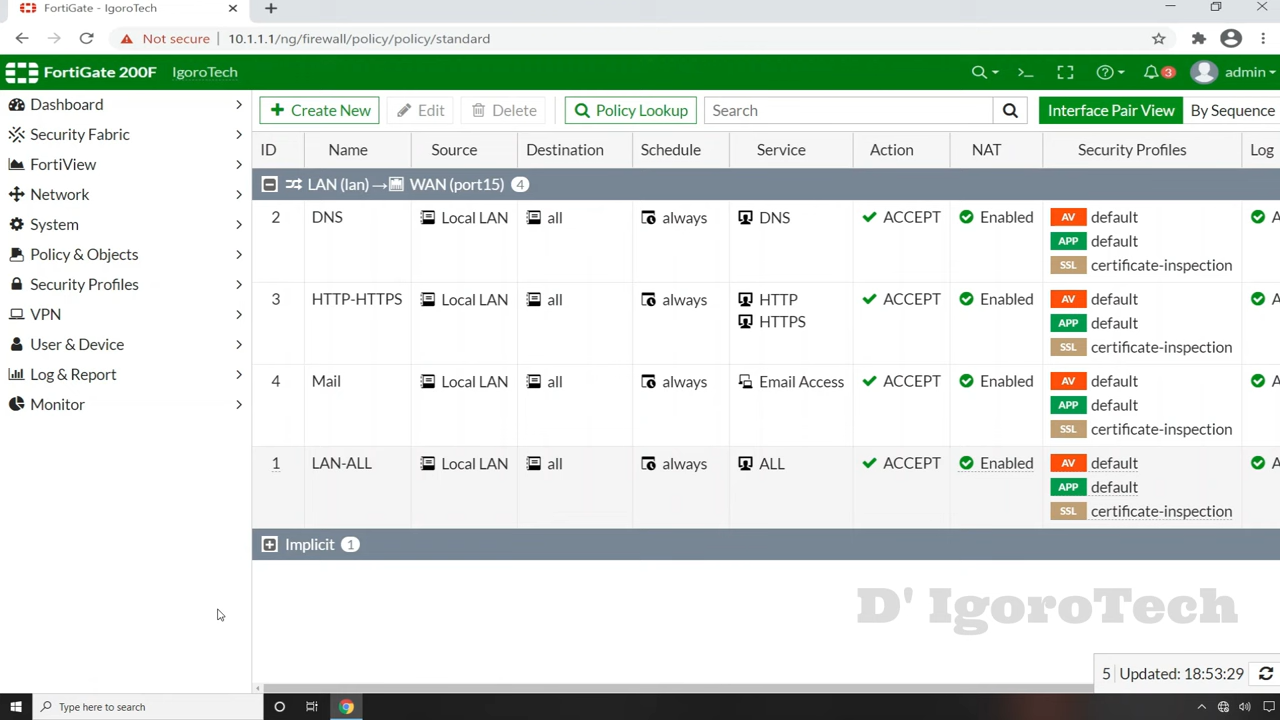 FortiGate - IgoroTech
Not secure 10.1.1.1/ng/firewall/policy/policy/standard
FortiGate 200F IgoroTech 3 admin
Dashboard
Security Fabric
FortiView
Network
System
Policy & Objects
Security Profiles
VPN
User & Device
Log & Report
Monitor
Create New Edit Delete Policy Lookup Search Interface Pair View By Sequence
ID Name Source Destination Schedule Service Action NAT Security Profiles Log
LAN (lan) → WAN (port15) 4
2 DNS Local LAN all always DNS ACCEPT Enabled AV default A
APP default
SSL certificate-inspection
3 HTTP-HTTPS Local LAN all always HTTP ACCEPT Enabled AV default A
HTTPS APP default
SSL certificate-inspection
4 Mail Local LAN all always Email Access ACCEPT Enabled AV default A
APP default
SSL certificate-inspection
1 LAN-ALL Local LAN all always ALL ACCEPT Enabled AV default A
APP default
SSL certificate-inspection
Implicit 1
D' IgoroTech
5 Updated: 18:53:29
Type here to search